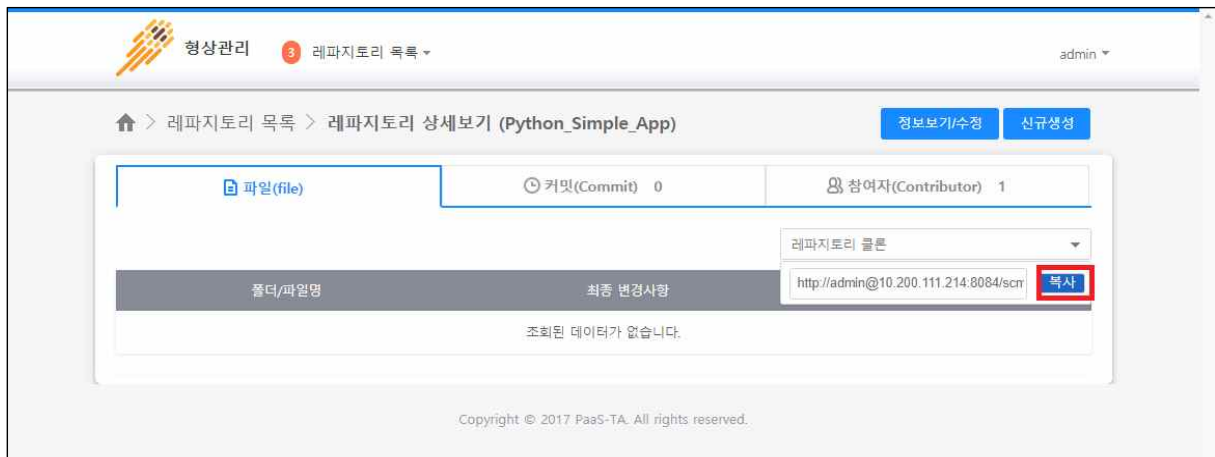 형상관리 3 레파지토리 목록 admin
레파지토리 목록 > 레파지토리 상세보기 (Python_Simple_App) 정보보기/수정 신규생성
파일(file) 커밋(Commit) 0 참여자(Contributor) 1
레파지토리 클론
폴더/파일명 최종 변경사항 http://admin@10.200.111.214:8084/scm 복사
조회된 데이터가 없습니다.
Copyright © 2017 PaaS-TA. All rights reserved.